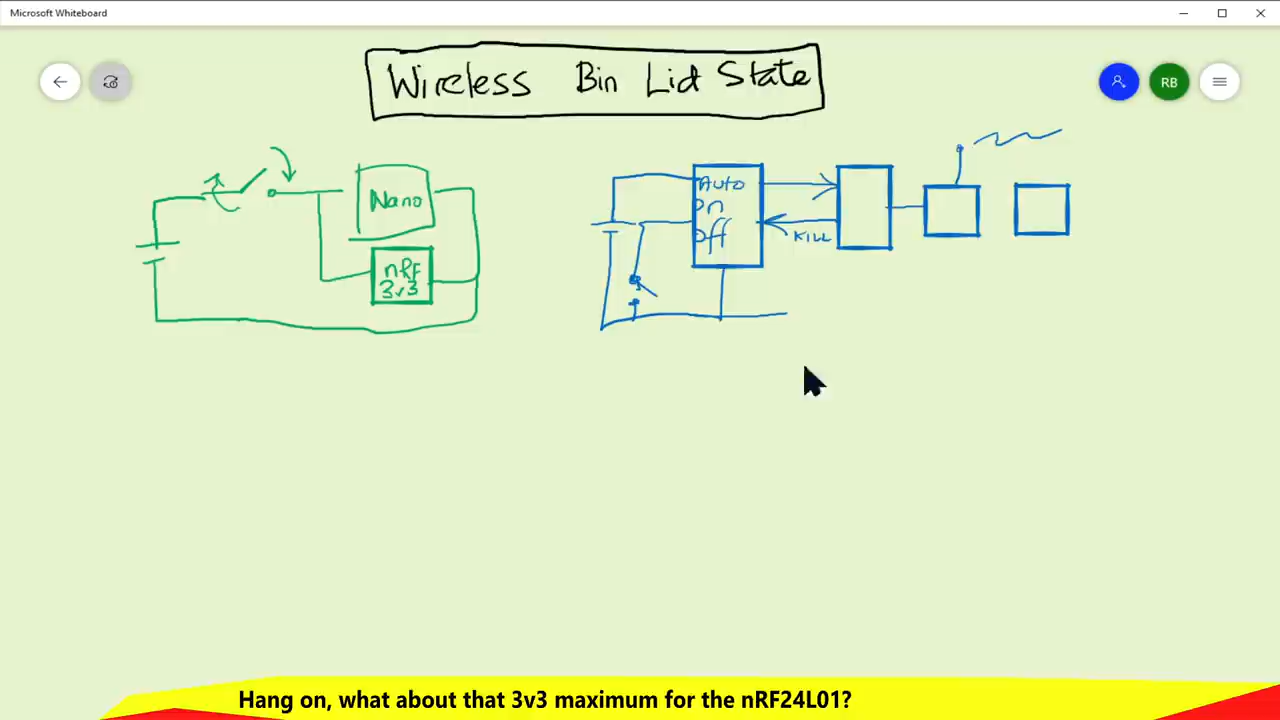 Microsoft Whiteboard
Wireless Bin Lid State
RB
Nano
nRF
3v3
Auto
On
Off
KILL
Hang on, what about that 3v3 maximum for the nRF24L01?